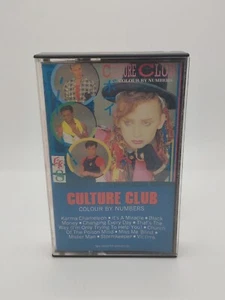 CULTURE CLUB
COLOUR BY NUMBERS
CULTURE CLUB
COLOUR BY NUMBERS
Karma Chameleon • It's A Miracle • Black
Money • Changing Every Day • That's The
Way (I'm Only Trying To Help You) • Church
Of The Poison Mind • Miss Me Blind •
Mister Man • Stormkeeper • Victims